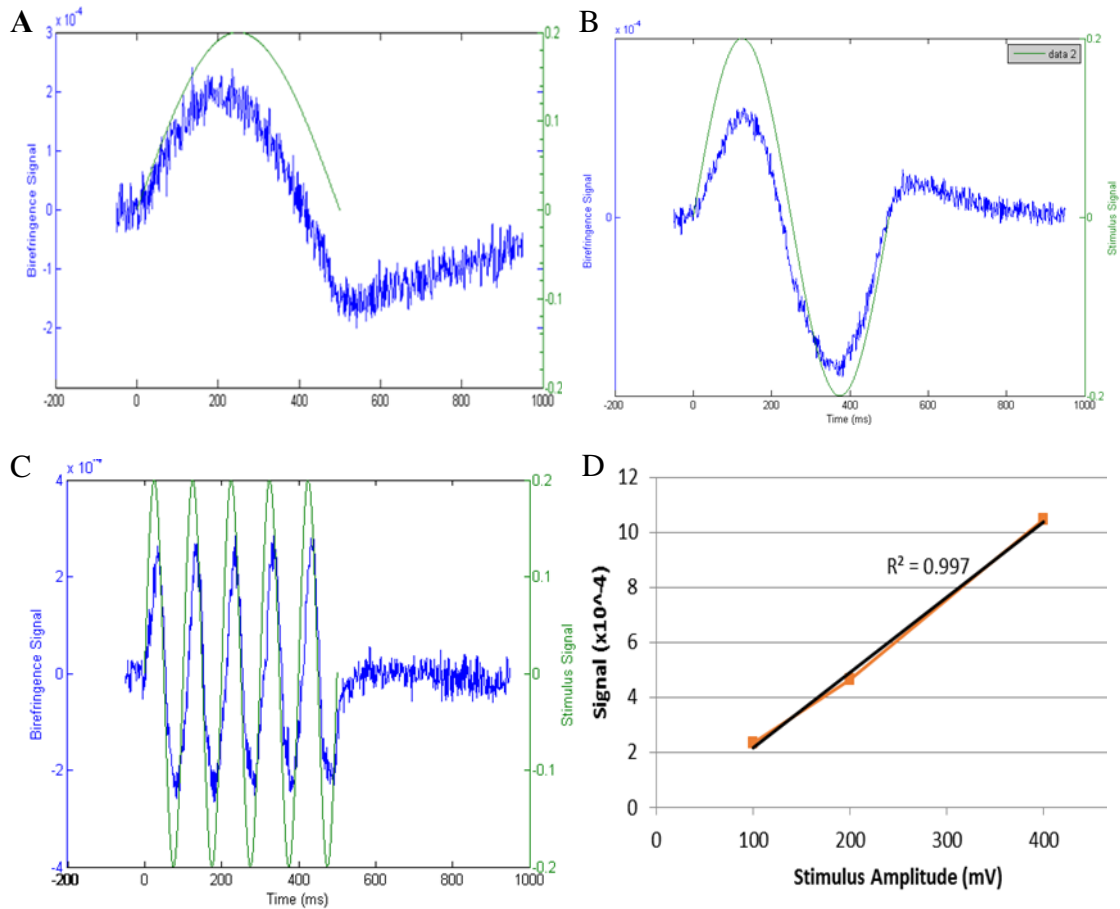 A
x 10^-4
3
2
1
0
-1
-2
Birefringence Signal
0.2
0.1
0
-0.1
-0.2
-200 0 200 400 600 800 1000
B
x 10^-4
0
Birefringence Signal
data 2
0.2
0
-0.2
Stimulus Signal
-200 0 200 400 600 800 1000
Time (ms)
C
x 10
4
2
0
-2
-4
Birefringence Signal
0.2
0.1
0
-0.1
-0.2
Stimulus Signal
-200 0 200 400 600 800 1000
Time (ms)
D
12
10
8
6
4
2
0
Signal (x10^-4)
R² = 0.997
0 100 200 300 400
Stimulus Amplitude (mV)